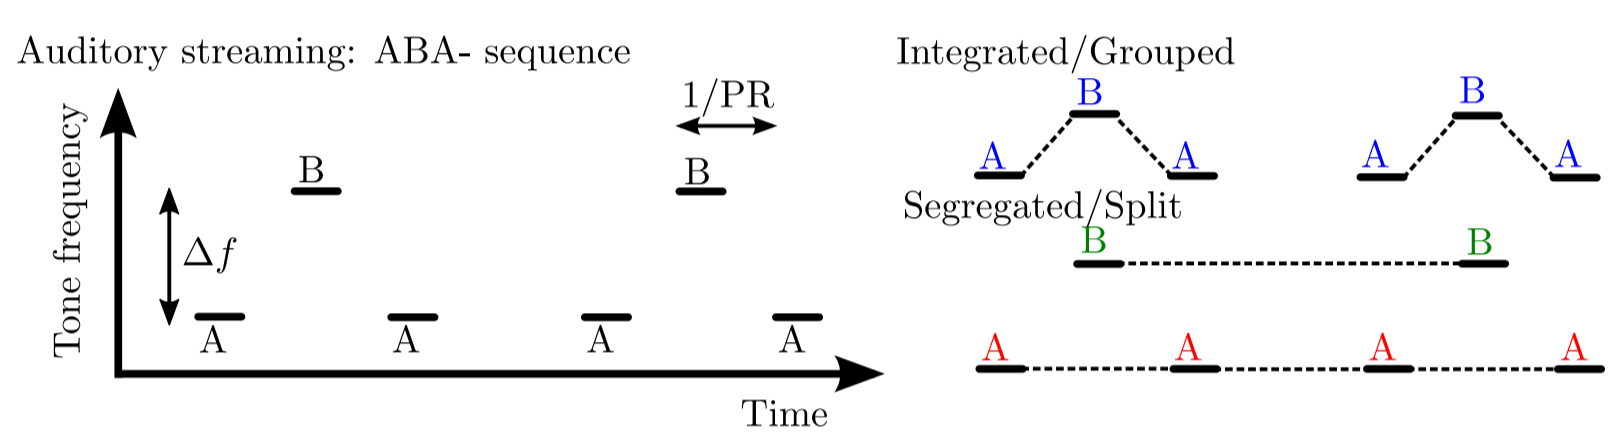 Auditory streaming: ABA- sequence
Tone frequency
1/PR
B
B
Δf
A
A
A
A
Time
Integrated/Grouped
B
B
A
A
A
A
Segregated/Split
B
B
A
A
A
A